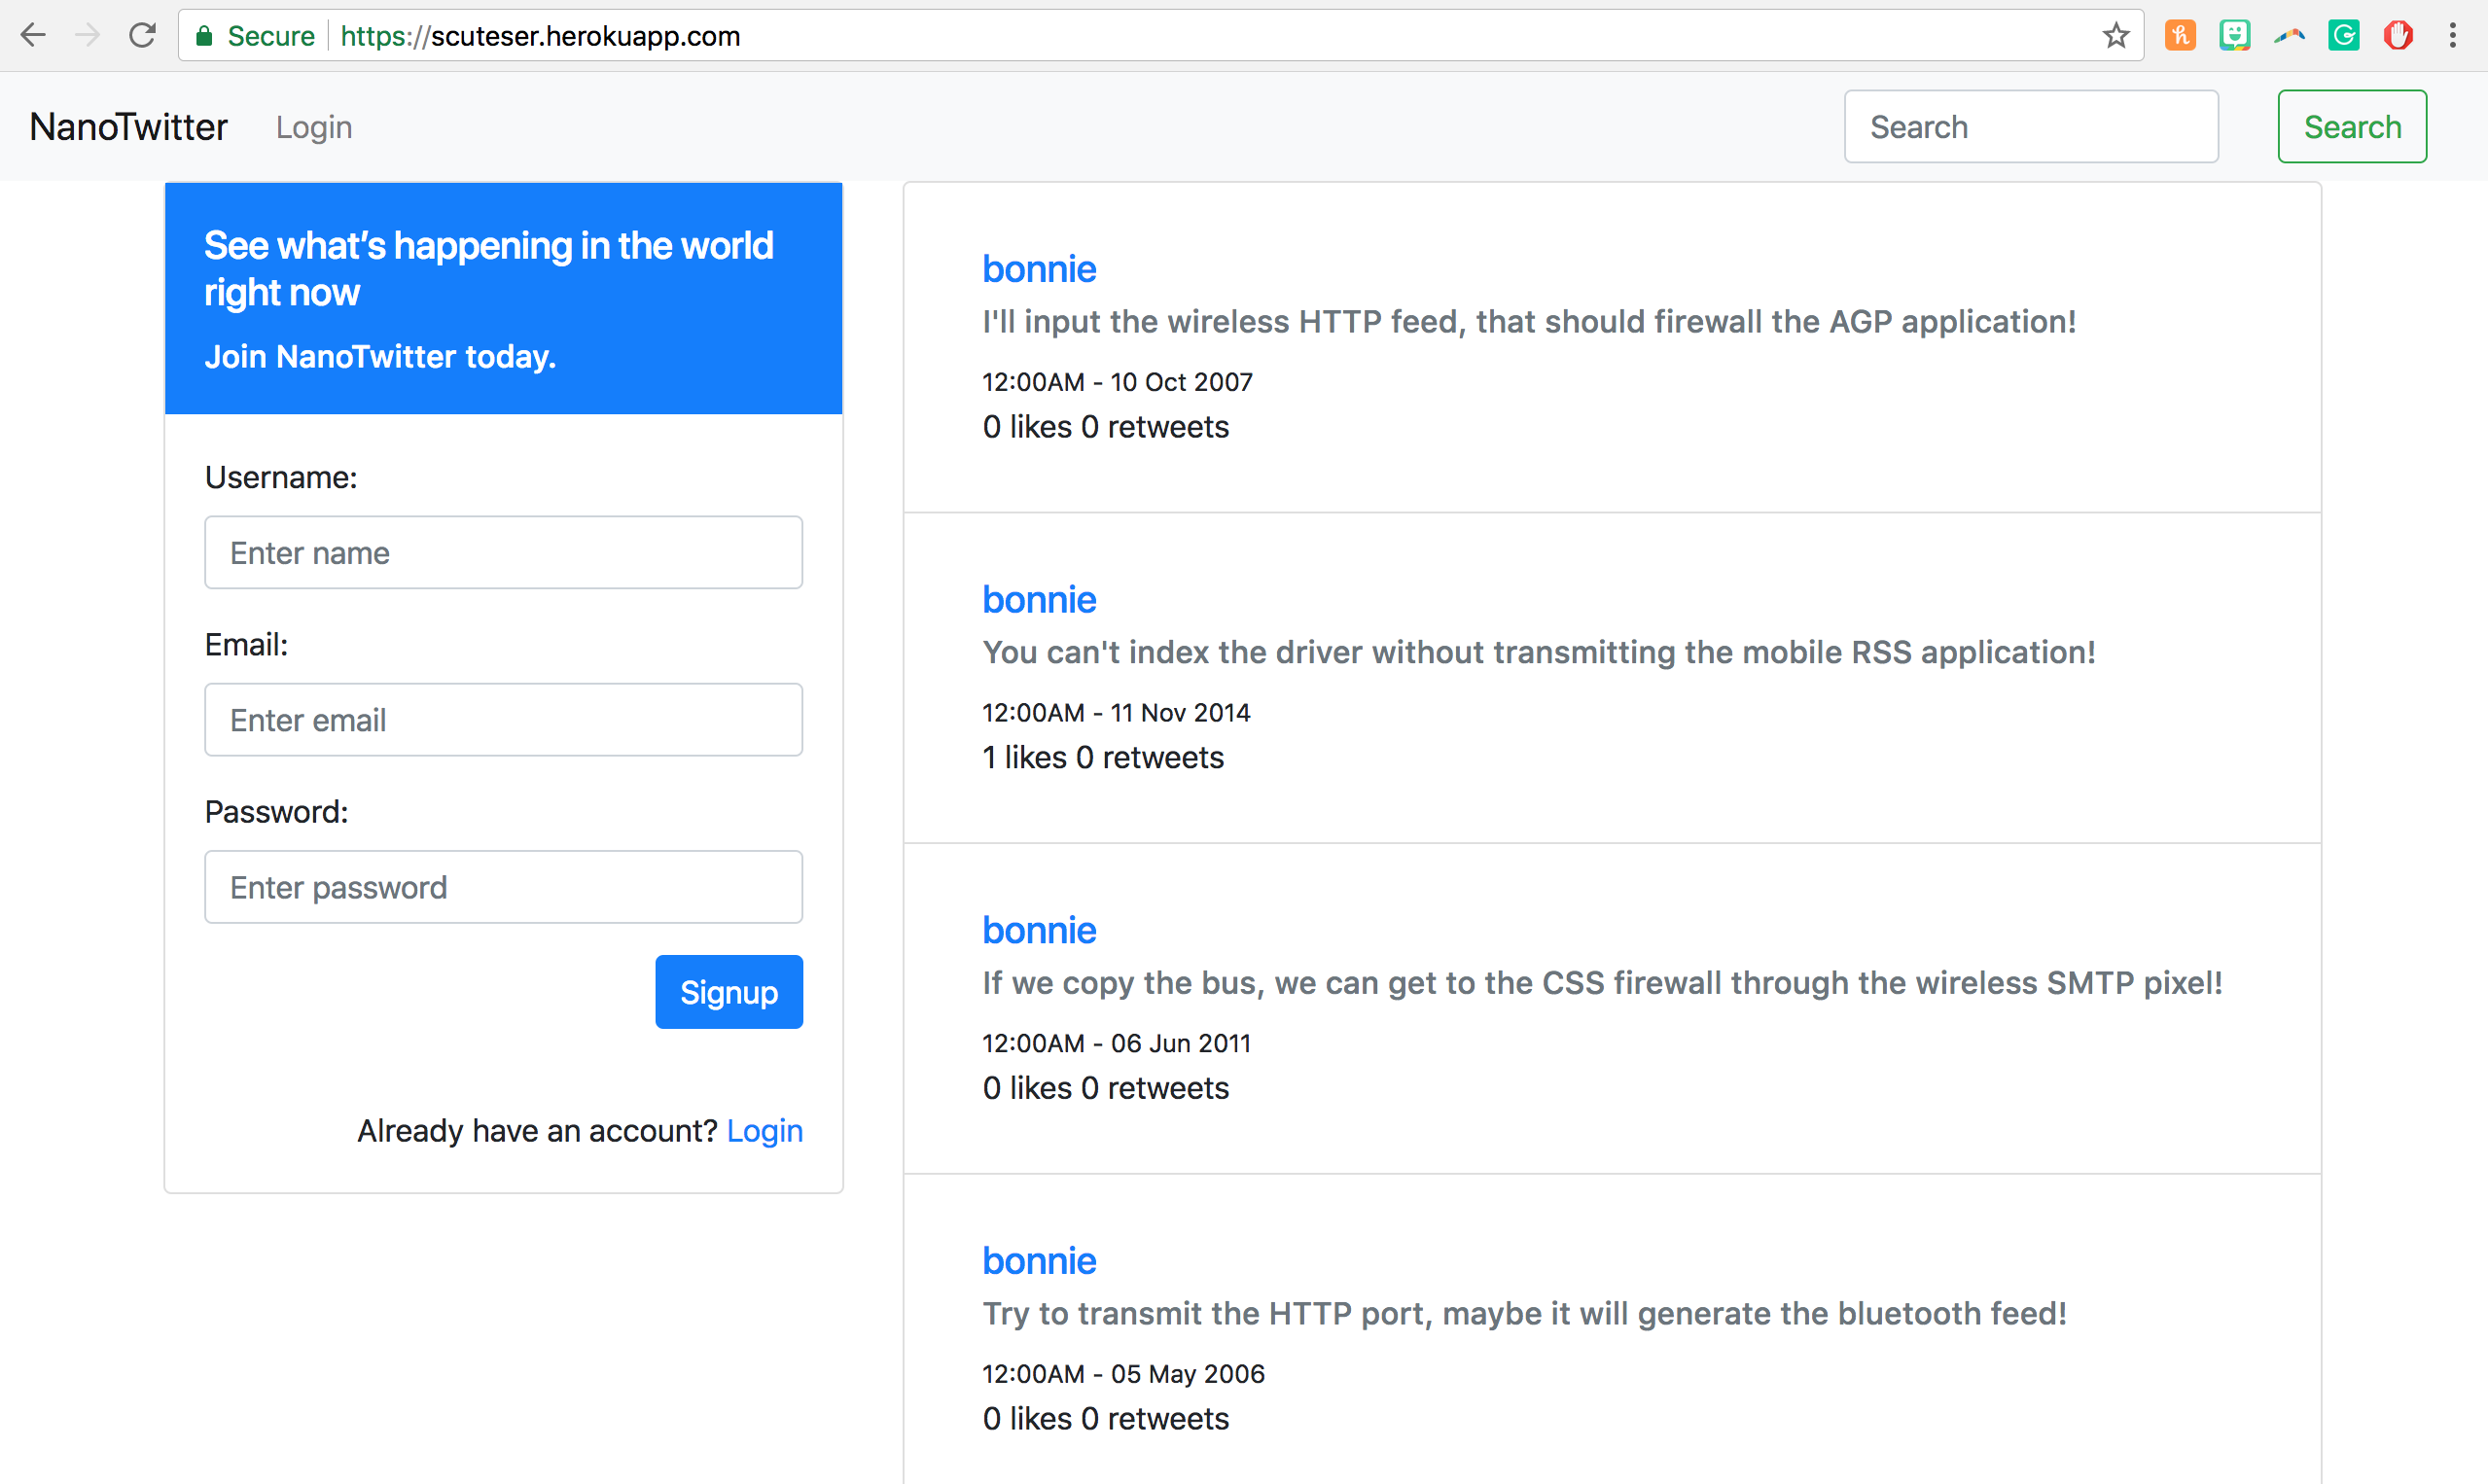 Secure https://scuteser.herokuapp.com
NanoTwitter Login Search Search
See what's happening in the world
right now
Join NanoTwitter today.
Username:
Enter name
Email:
Enter email
Password:
Enter password
Signup
Already have an account? Login
bonnie
I'll input the wireless HTTP feed, that should firewall the AGP application!
12:00AM - 10 Oct 2007
0 likes 0 retweets
bonnie
You can't index the driver without transmitting the mobile RSS application!
12:00AM - 11 Nov 2014
1 likes 0 retweets
bonnie
If we copy the bus, we can get to the CSS firewall through the wireless SMTP pixel!
12:00AM - 06 Jun 2011
0 likes 0 retweets
bonnie
Try to transmit the HTTP port, maybe it will generate the bluetooth feed!
12:00AM - 05 May 2006
0 likes 0 retweets